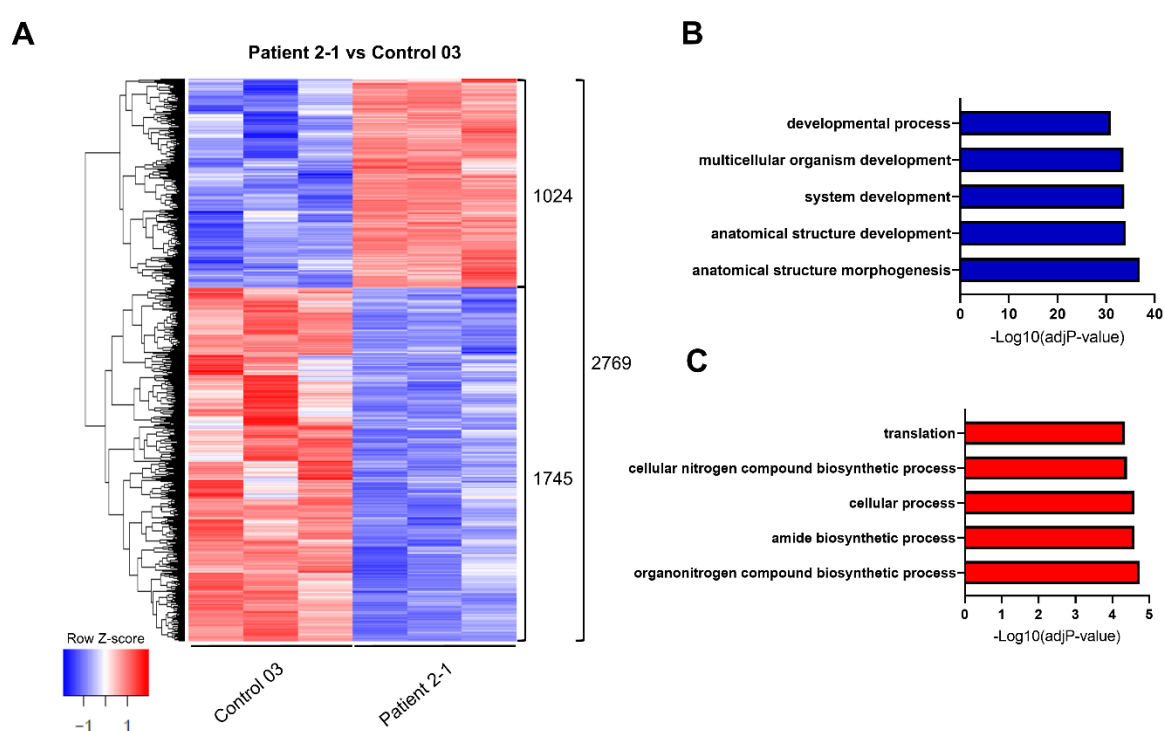 A
Patient 2-1 vs Control 03
1024
2769
1745
Row Z-score
−1 1
Control 03
Patient 2-1
B
developmental process
multicellular organism development
system development
anatomical structure development
anatomical structure morphogenesis
0 10 20 30 40
-Log10(adjP-value)
C
translation
cellular nitrogen compound biosynthetic process
cellular process
amide biosynthetic process
organonitrogen compound biosynthetic process
0 1 2 3 4 5
-Log10(adjP-value)